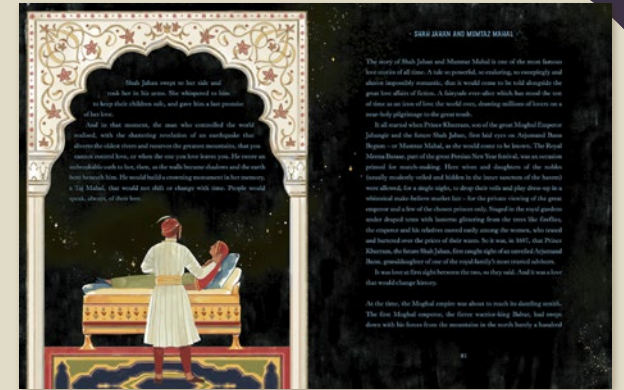 Shah Jahan swept to her side and
took her in his arms. She whispered to him
to keep their children safe, and gave him a last promise
of her love.
And in that moment, the man who controlled the world
realised, with the shattering revelation of an earthquake that
diverts the oldest rivers and recurves the greatest mountains, that you
cannot control love, or when the one you love leaves you. He swore an
unbreakable oath to her, then, as the walls became shadows and the earth
bent beneath him. He would build a crowning monument in her memory,
a Taj Mahal, that would not shift or change with time. People would
speak, always, of their love.
SHAH JAHAN AND MUMTAZ MAHAL
The story of Shah Jahan and Mumtaz Mahal is one of the most famous
love stories of all time. A tale so powerful, so enduring, so sweepingly and
almost impossibly romantic, that it would come to be told alongside the
great love affairs of fiction. A fairytale ever-after which has stood the test
of time as an icon of love the world over, drawing millions of lovers on a
near-holy pilgrimage to the great tomb.
It all started when Prince Khurram, son of the great Mughal Emperor
Jahangir and the future Shah Jahan, first laid eyes on Arjumand Banu
Begum – or Mumtaz Mahal, as she would come to be known. The Royal
Meena Bazaar, part of the great Persian New Year festival, was an occasion
primed for match-making. Here wives and daughters of the nobles
(usually modestly veiled and hidden in the inner sanctum of the harem)
were allowed, for a single night, to drop their veils and play dress-up in a
whimsical make-believe market fair – for the private viewing of the great
emperor and a few of the chosen princes only. Staged in the royal gardens
under draped tents with lanterns glittering from the trees like fireflies,
the emperor and his relatives moved easily among the women, who teased
and bartered over the prices of their wares. So it was, in 1607, that Prince
Khurram, the future Shah Jahan, first caught sight of an unveiled Arjumand
Banu, granddaughter of one of the royal family's most trusted advisors.
It was love at first sight between the two, so they said. And it was a love
that would change history.
At the time, the Mughal empire was about to reach its dazzling zenith.
The first Mughal emperor, the fierce warrior-king Babur, had swept
down with his forces from the mountains in the north barely a hundred